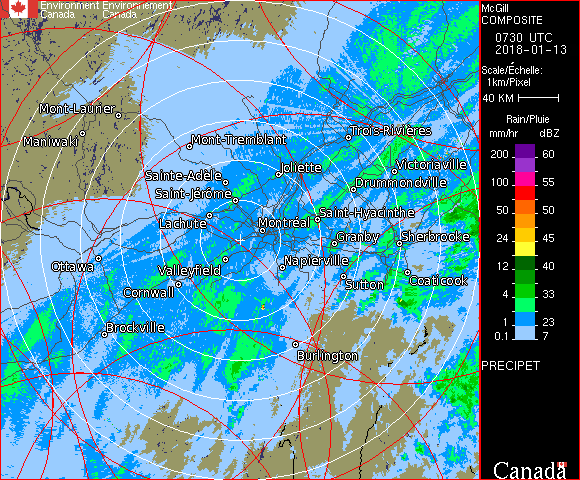 Environment Environnement
Canada Canada
McGill
COMPOSITE
0730 UTC
2018-01-13
Scale/Échelle:
1km/Pixel
40 KM
Rain/Pluie
mm/hr dBZ
200 60
100 55
50 50
24 45
12 40
4 33
1 23
0.1 7
PRECIPET
Canada
Mont-Laurier
Maniwaki
Mont-Tremblant
Trois-Rivières
Joliette
Victoriaville
Sainte-Adèle
Drummondville
Saint-Jérôme
Saint-Hyacinthe
Lachute
Montréal
Granby
Sherbrooke
Ottawa
Valleyfield
Napierville
Coaticook
Cornwall
Sutton
Brockville
Burlington